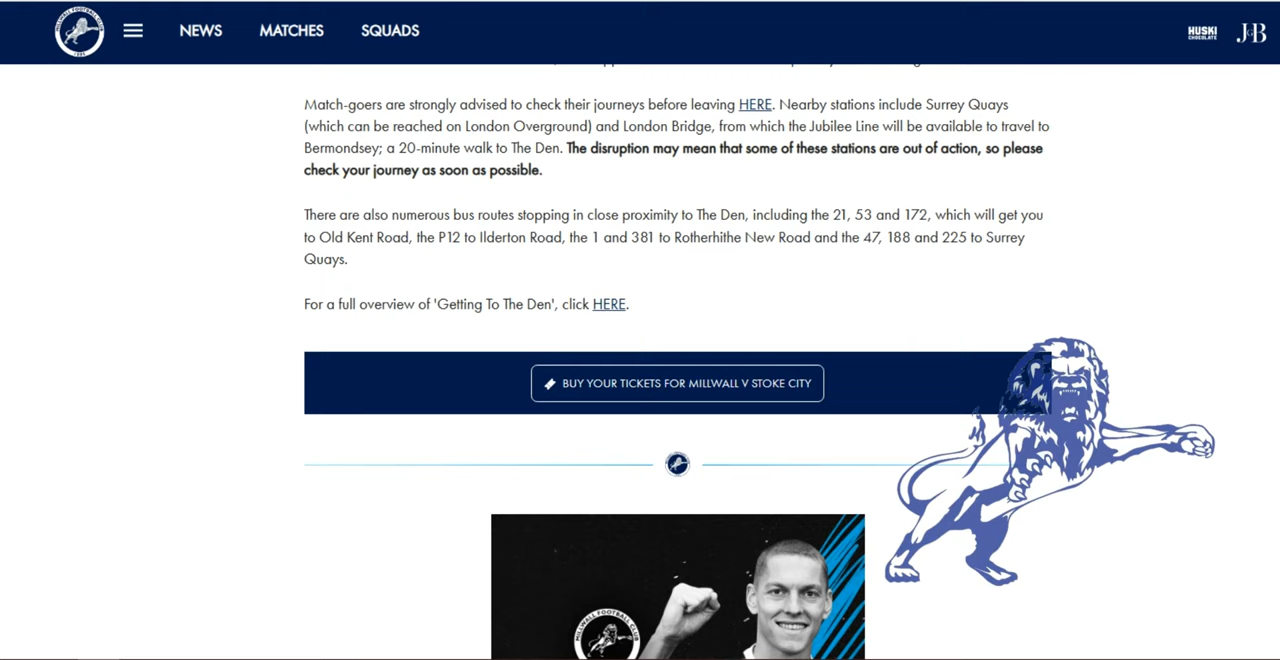 NEWS MATCHES SQUADS
HUSKI
CHOCOLATE
J&B
Match-goers are strongly advised to check their journeys before leaving HERE. Nearby stations include Surrey Quays
(which can be reached on London Overground) and London Bridge, from which the Jubilee Line will be available to travel to
Bermondsey; a 20-minute walk to The Den. The disruption may mean that some of these stations are out of action, so please
check your journey as soon as possible.
There are also numerous bus routes stopping in close proximity to The Den, including the 21, 53 and 172, which will get you
to Old Kent Road, the P12 to Ilderton Road, the 1 and 381 to Rotherhithe New Road and the 47, 188 and 225 to Surrey
Quays.
For a full overview of 'Getting To The Den', click HERE.
BUY YOUR TICKETS FOR MILLWALL V STOKE CITY
MILLWALL FOOTBALL CLUB